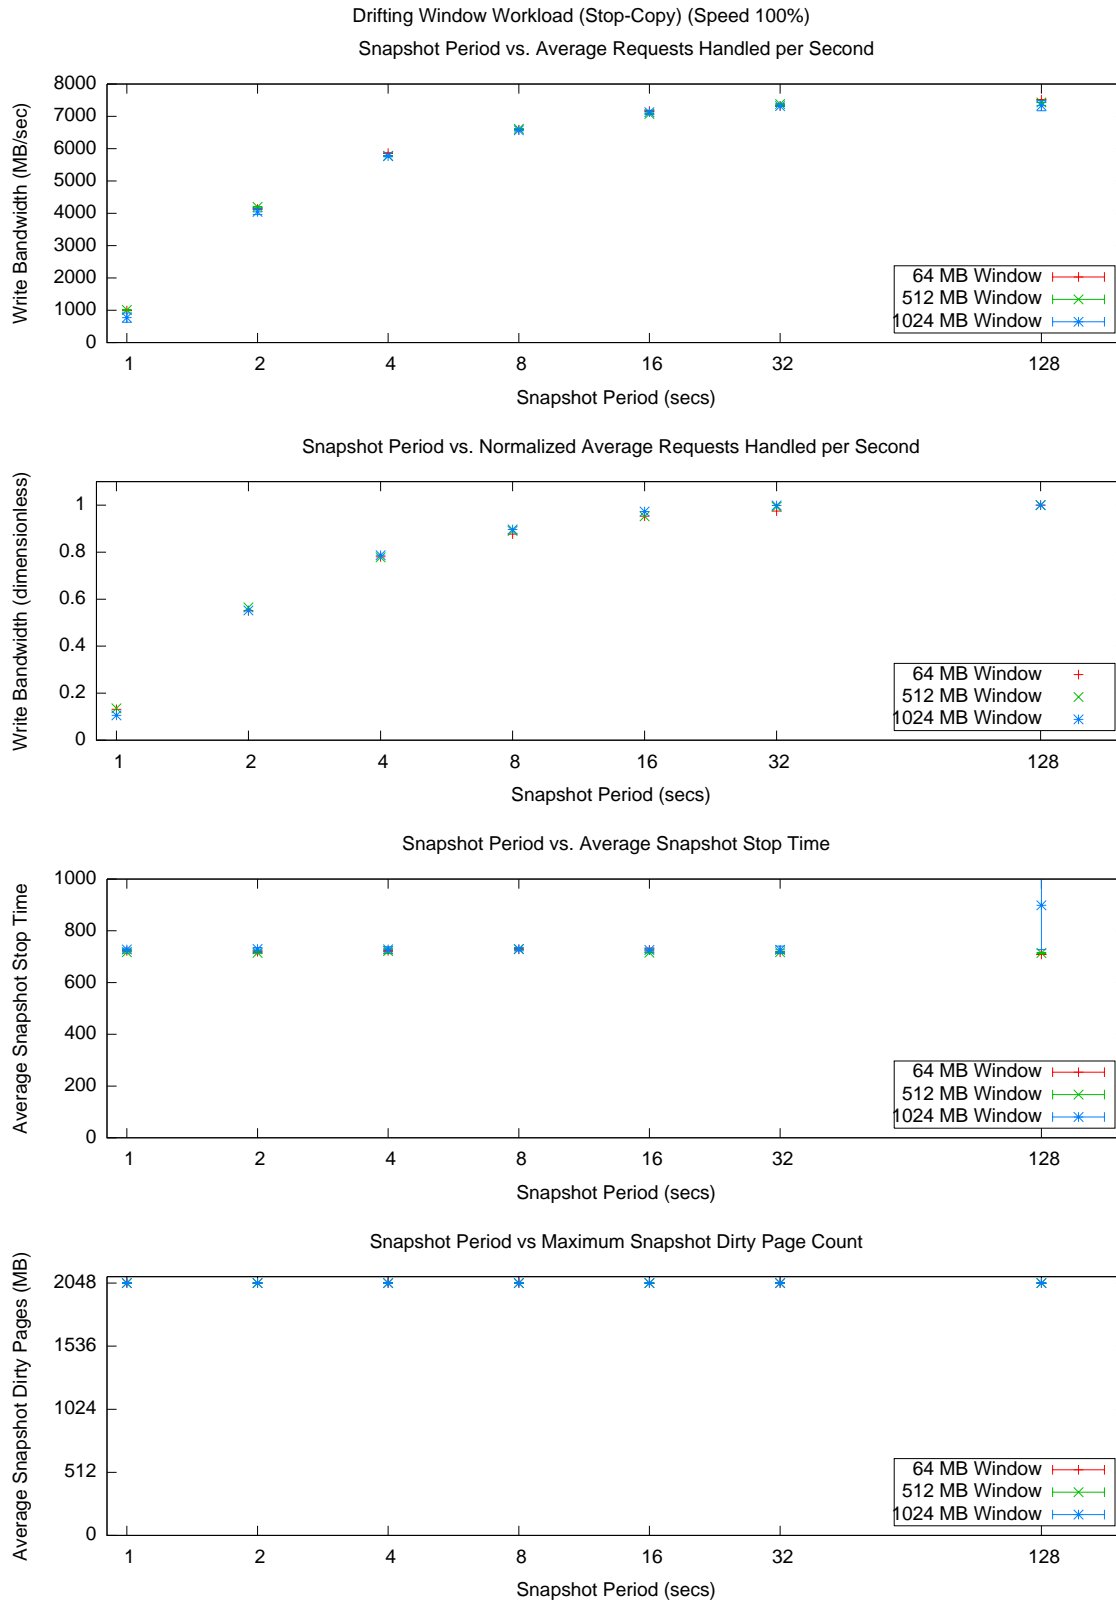 Drifting Window Workload (Stop-Copy) (Speed 100%)
Snapshot Period vs. Average Requests Handled per Second
Write Bandwidth (MB/sec)
8000
7000
6000
5000
4000
3000
2000
1000
0
64 MB Window
512 MB Window
1024 MB Window
1 2 4 8 16 32 128
Snapshot Period (secs)
Snapshot Period vs. Normalized Average Requests Handled per Second
Write Bandwidth (dimensionless)
1
0.8
0.6
0.4
0.2
0
64 MB Window
512 MB Window
1024 MB Window
1 2 4 8 16 32 128
Snapshot Period (secs)
Snapshot Period vs. Average Snapshot Stop Time
Average Snapshot Stop Time
1000
800
600
400
200
0
64 MB Window
512 MB Window
1024 MB Window
1 2 4 8 16 32 128
Snapshot Period (secs)
Snapshot Period vs Maximum Snapshot Dirty Page Count
Average Snapshot Dirty Pages (MB)
2048
1536
1024
512
0
64 MB Window
512 MB Window
1024 MB Window
1 2 4 8 16 32 128
Snapshot Period (secs)